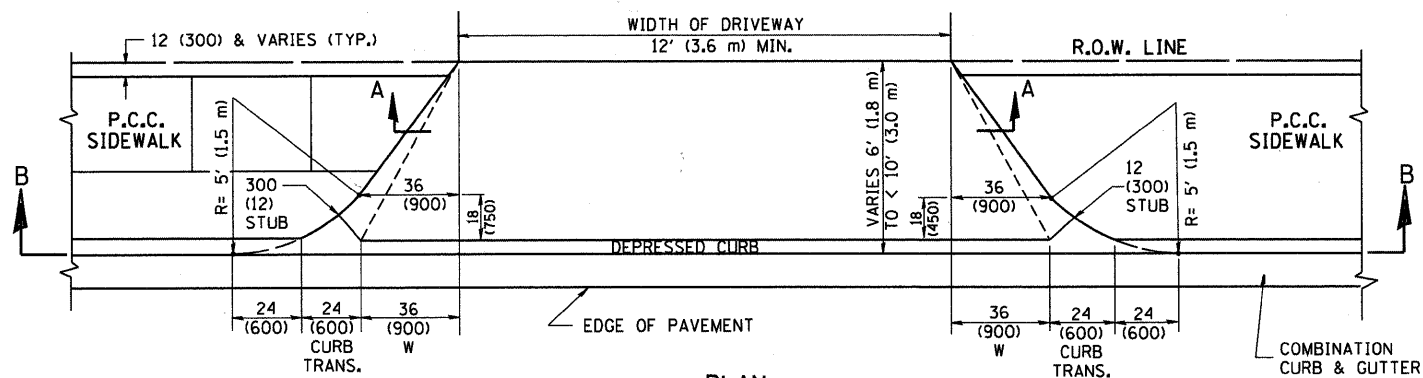 WIDTH OF DRIVEWAY
12' (3.6 m) MIN.
12 (300) & VARIES (TYP.)
R.O.W. LINE
A
A
P.C.C.
SIDEWALK
P.C.C.
SIDEWALK
R= 5' (1.5 m)
VARIES 6' (1.8 m)
TO < 10' (3.0 m)
R= 5' (1.5 m)
B
B
300
(12)
STUB
36
(900)
18
(750)
36
(900)
18
(450)
12
(300)
STUB
DEPRESSED CURB
24
(600)
24
(600)
CURB
TRANS.
36
(900)
W
EDGE OF PAVEMENT
36
(900)
W
24
(600)
CURB
TRANS.
24
(600)
COMBINATION
CURB & GUTTER